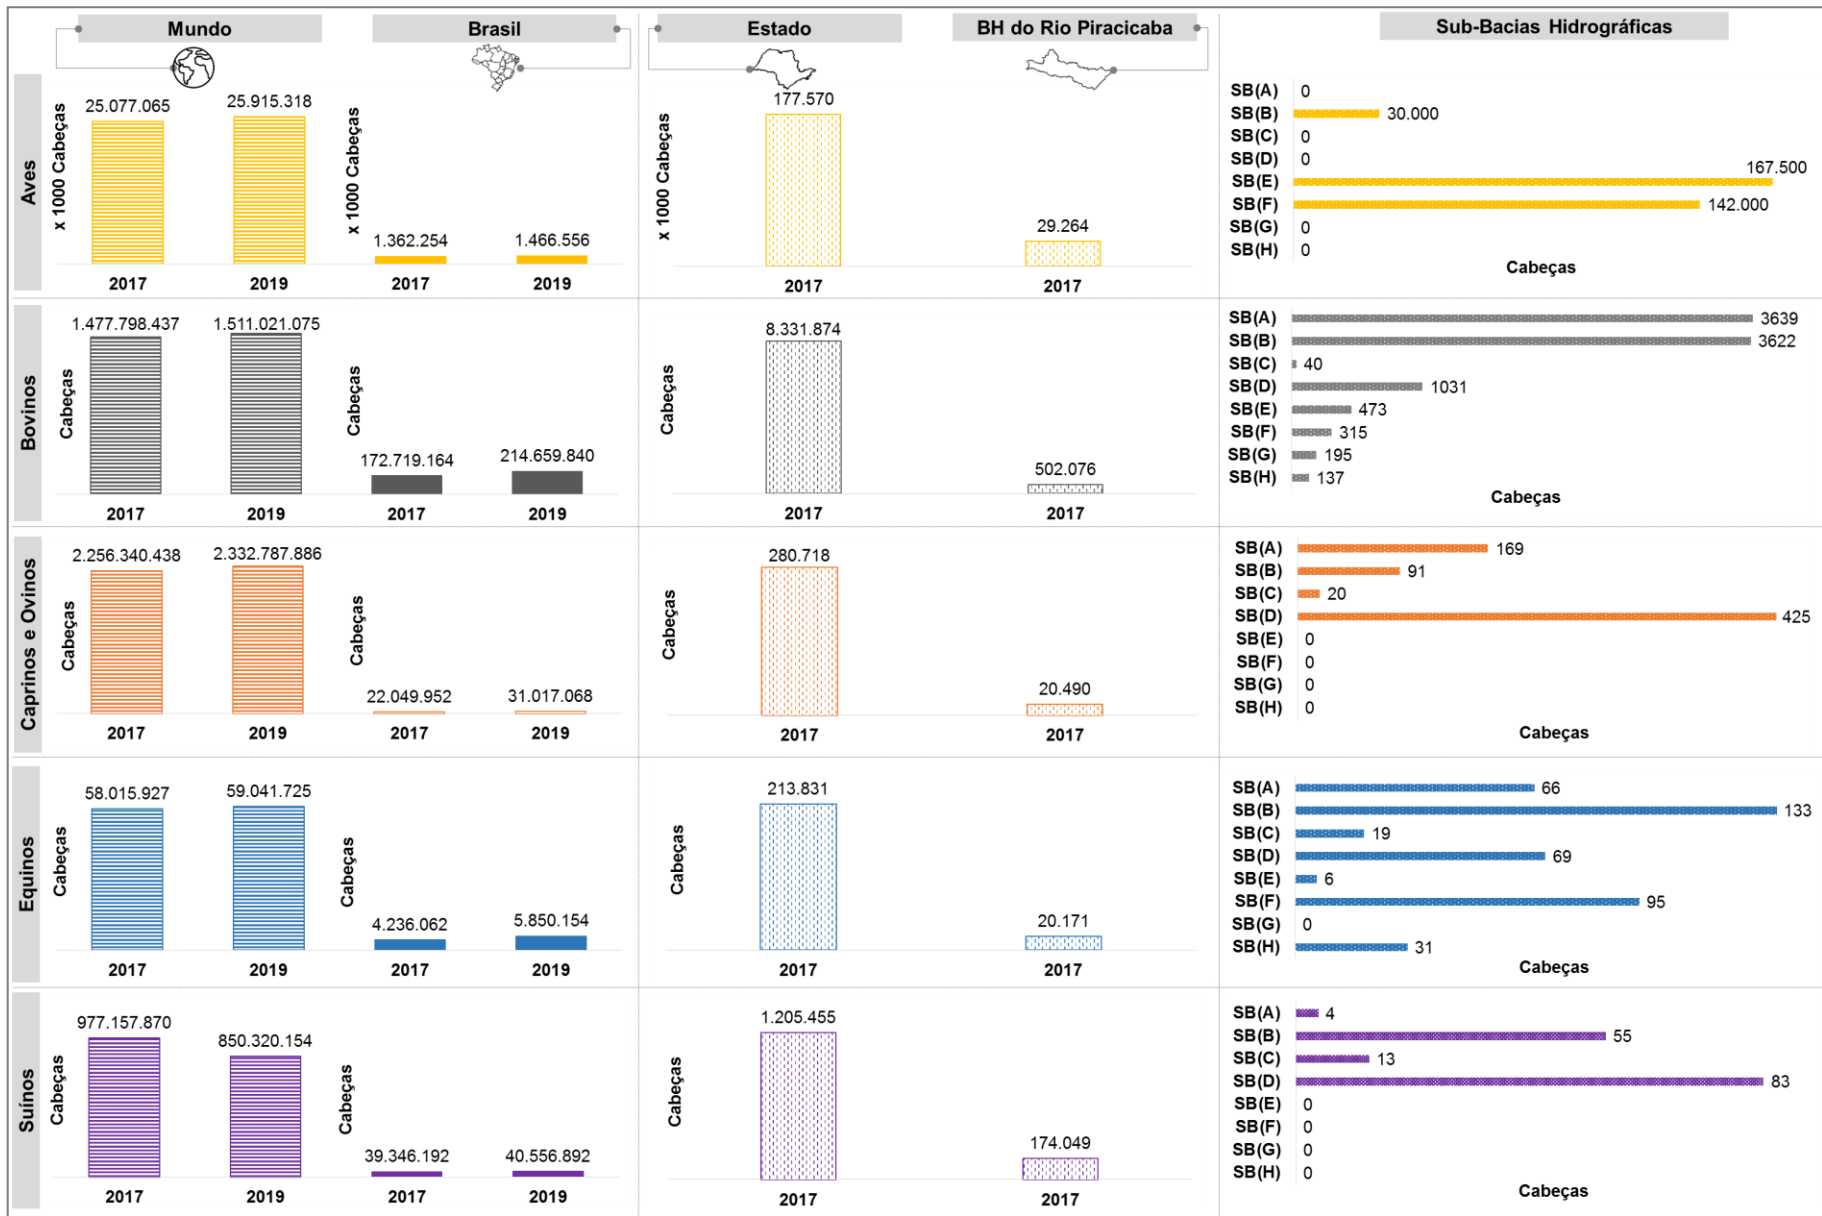 Mundo
Brasil
Estado
BH do Rio Piracicaba
Sub-Bacias Hidrográficas
Aves
x 1000 Cabeças
25.077.065
25.915.318
2017
2019
x 1000 Cabeças
1.362.254
1.466.556
2017
2019
x 1000 Cabeças
177.570
29.264
2017
2017
SB(A) 0
SB(B) 30.000
SB(C) 0
SB(D) 0
SB(E) 167.500
SB(F) 142.000
SB(G) 0
SB(H) 0
Cabeças
Bovinos
Cabeças
1.477.798.437
1.511.021.075
2017
2019
Cabeças
172.719.164
214.659.840
2017
2019
Cabeças
8.331.874
502.076
2017
2017
SB(A) 3639
SB(B) 3622
SB(C) 40
SB(D) 1031
SB(E) 473
SB(F) 315
SB(G) 195
SB(H) 137
Cabeças
Caprinos e Ovinos
Cabeças
2.256.340.438
2.332.787.886
2017
2019
Cabeças
22.049.952
31.017.068
2017
2019
Cabeças
280.718
20.490
2017
2017
SB(A) 169
SB(B) 91
SB(C) 20
SB(D) 425
SB(E) 0
SB(F) 0
SB(G) 0
SB(H) 0
Cabeças
Equinos
Cabeças
58.015.927
59.041.725
2017
2019
Cabeças
4.236.062
5.850.154
2017
2019
Cabeças
213.831
20.171
2017
2017
SB(A) 66
SB(B) 133
SB(C) 19
SB(D) 69
SB(E) 6
SB(F) 95
SB(G) 0
SB(H) 31
Cabeças
Suínos
Cabeças
977.157.870
850.320.154
2017
2019
Cabeças
39.346.192
40.556.892
2017
2019
Cabeças
1.205.455
174.049
2017
2017
SB(A) 4
SB(B) 55
SB(C) 13
SB(D) 83
SB(E) 0
SB(F) 0
SB(G) 0
SB(H) 0
Cabeças